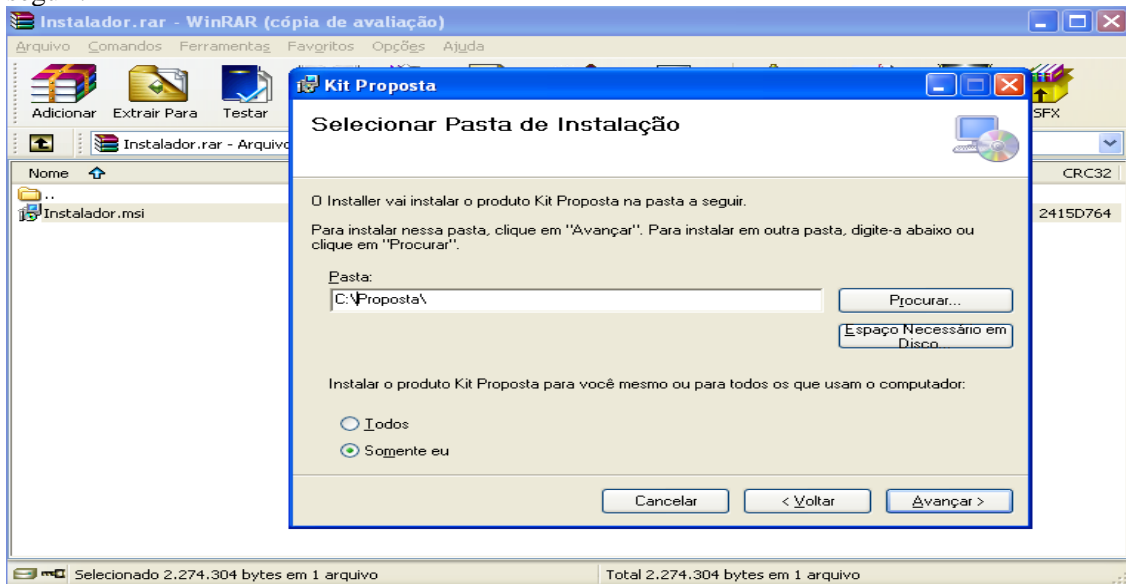 Instalador.rar - WinRAR (cópia de avaliação)
Arquivo Comandos Ferramentas Favoritos Opções Ajuda
Adicionar Extrair Para Testar SFX
Instalador.rar - Arquivo
Nome CRC32
..
Instalador.msi 2415D764
Kit Proposta
Selecionar Pasta de Instalação
O Installer vai instalar o produto Kit Proposta na pasta a seguir.
Para instalar nessa pasta, clique em "Avançar". Para instalar em outra pasta, digite-a abaixo ou
clique em "Procurar".
Pasta:
C:\Proposta\
Procurar...
Espaço Necessário em
Disco...
Instalar o produto Kit Proposta para você mesmo ou para todos os que usam o computador:
Todos
Somente eu
Cancelar < Voltar Avançar >
Selecionado 2.274.304 bytes em 1 arquivo Total 2.274.304 bytes em 1 arquivo